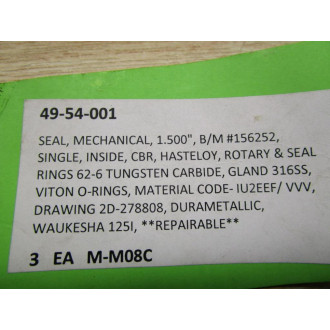 49-54-001
SEAL, MECHANICAL, 1.500", B/M #156252,
SINGLE, INSIDE, CBR, HASTELOY, ROTARY & SEAL
RINGS 62-6 TUNGSTEN CARBIDE, GLAND 316SS,
VITON O-RINGS, MATERIAL CODE- IU2EEF/ VVV,
DRAWING 2D-278808, DURAMETALLIC,
WAUKESHA 125I, **REPAIRABLE**
3 EA M-M08C